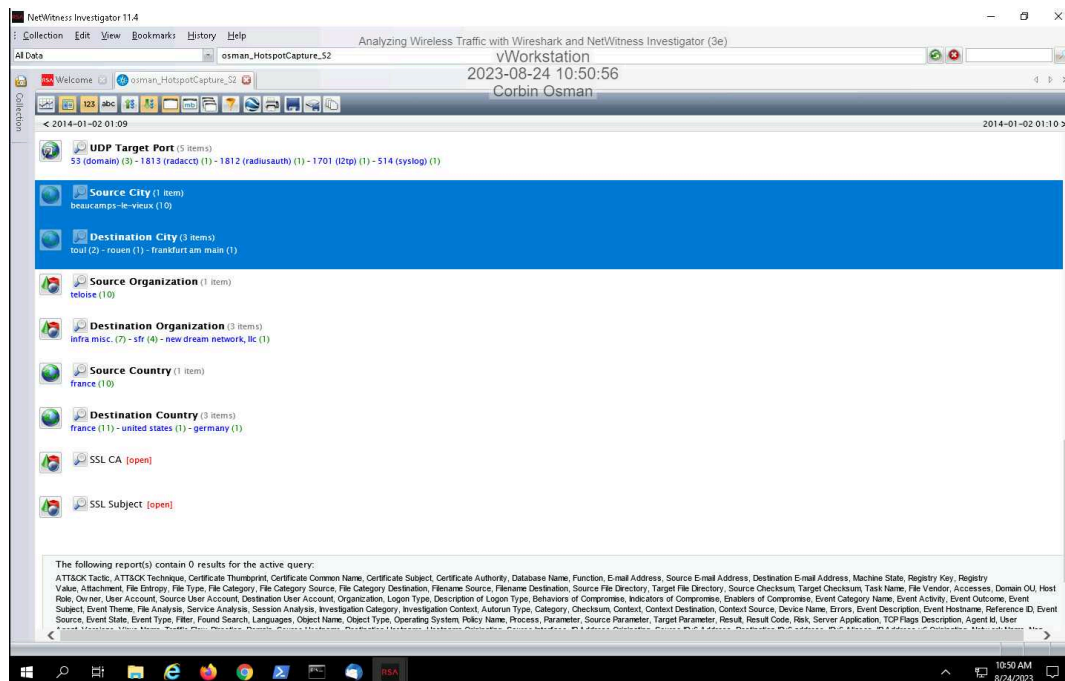 NetWitness Investigator 11.4
Collection Edit View Bookmarks History Help
Analyzing Wireless Traffic with Wireshark and NetWitness Investigator (3e)
All Data
osman_HotspotCapture_S2
vWorkstation
2023-08-24 10:50:56
Corbin Osman
RSA Welcome
osman_HotspotCapture_S2
Collection
123 abc
< 2014-01-02 01:09
2014-01-02 01:10 >
UDP Target Port (5 items)
53 (domain) (3) - 1813 (radacct) (1) - 1812 (radiusauth) (1) - 1701 (l2tp) (1) - 514 (syslog) (1)
Source City (1 item)
beaucamps-le-vieux (10)
Destination City (3 items)
toul (2) - rouen (1) - frankfurt am main (1)
Source Organization (1 item)
teloise (10)
Destination Organization (3 items)
infra misc. (7) - sfr (4) - new dream network, llc (1)
Source Country (1 item)
france (10)
Destination Country (3 items)
france (11) - united states (1) - germany (1)
SSL CA [open]
SSL Subject [open]
The following report(s) contain 0 results for the active query:
ATT&CK Tactic, ATT&CK Technique, Certificate Thumbprint, Certificate Common Name, Certificate Subject, Certificate Authority, Database Name, Function, E-mail Address, Source E-mail Address, Destination E-mail Address, Machine State, Registry Key, Registry
Value, Attachment, File Entropy, File Type, File Category, File Category Source, File Category Destination, Filename Source, Filename Destination, Source File Directory, Target File Directory, Source Checksum, Target Checksum, Task Name, File Vendor, Accesses, Domain OU, Host
Role, Owner, User Account, Source User Account, Destination User Account, Organization, Logon Type, Description of Logon Type, Behaviors of Compromise, Indicators of Compromise, Enablers of Compromise, Event Category Name, Event Activity, Event Outcome, Event
Subject, Event Theme, File Analysis, Service Analysis, Session Analysis, Investigation Category, Investigation Context, Autorun Type, Category, Checksum, Context, Context Destination, Context Source, Device Name, Errors, Event Description, Event Hostname, Reference ID, Event
Source, Event State, Event Type, Filter, Found Search, Languages, Object Name, Object Type, Operating System, Policy Name, Process, Parameter, Source Parameter, Target Parameter, Result, Result Code, Risk, Server Application, TCP Flags Description, Agent Id, User
RSA
10:50 AM
8/24/2023